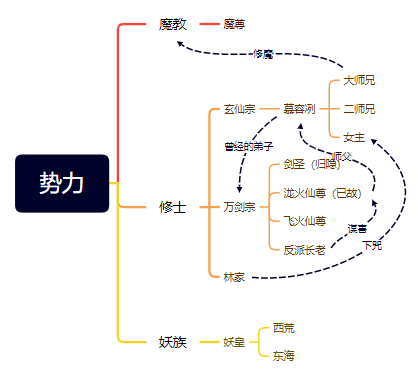 势力
魔教
魔尊
修魔
修士
玄仙宗
慕容冽
大师兄
二师兄
女主
曾经的弟子
师父
万剑宗
剑圣（归隐）
泷火仙尊（已故）
飞火仙尊
反派长老
谋害
下咒
林家
妖族
妖皇
西荒
东海